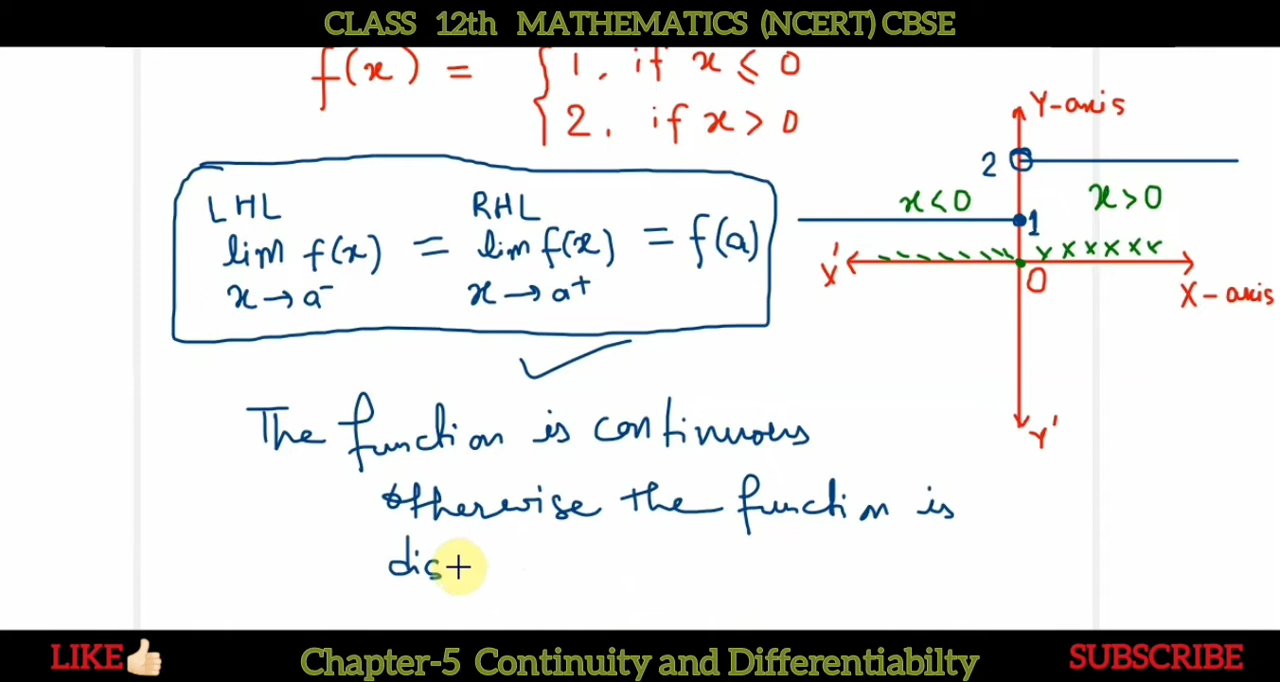 CLASS 12th MATHEMATICS (NCERT) CBSE
f(x) = { 1, if x ≤ 0
2, if x > 0
Y-axis
2
x < 0
x > 0
1
X'
0
X-axis
Y'
LHL RHL
lim f(x) = lim f(x) = f(a)
x → a⁻ x → a⁺
The function is continuous
otherwise the function is
dis
LIKE
Chapter-5 Continuity and Differentiabilty
SUBSCRIBE